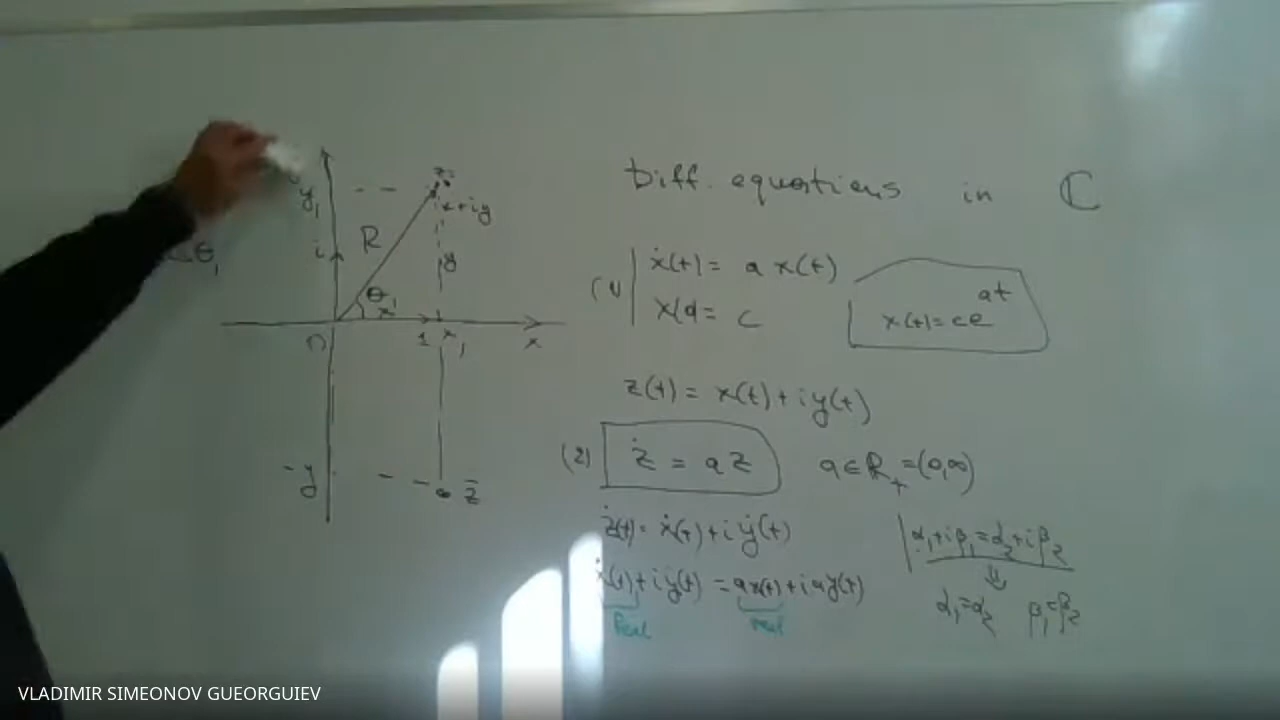 Diff. equations in ℂ
(1) ẋ(t) = a x(t)
x(0) = c
x(t) = ce^{at}
z(t) = x(t) + iy(t)
(2) ż = az a ∈ ℝ₊ = (0,∞)
ż(t) = ẋ(t) + iẏ(t)
ẋ(t) + iẏ(t) = ax(t) + iay(t)
Real real
α₁ + iβ₁ = α₂ + iβ₂
⇓
α₁ = α₂ β₁ = β₂
y₁
x+iy
θ₁
i
R
y
θ
x
0 1 x₁ x
-y
z̄
VLADIMIR SIMEONOV GUEORGUIEV